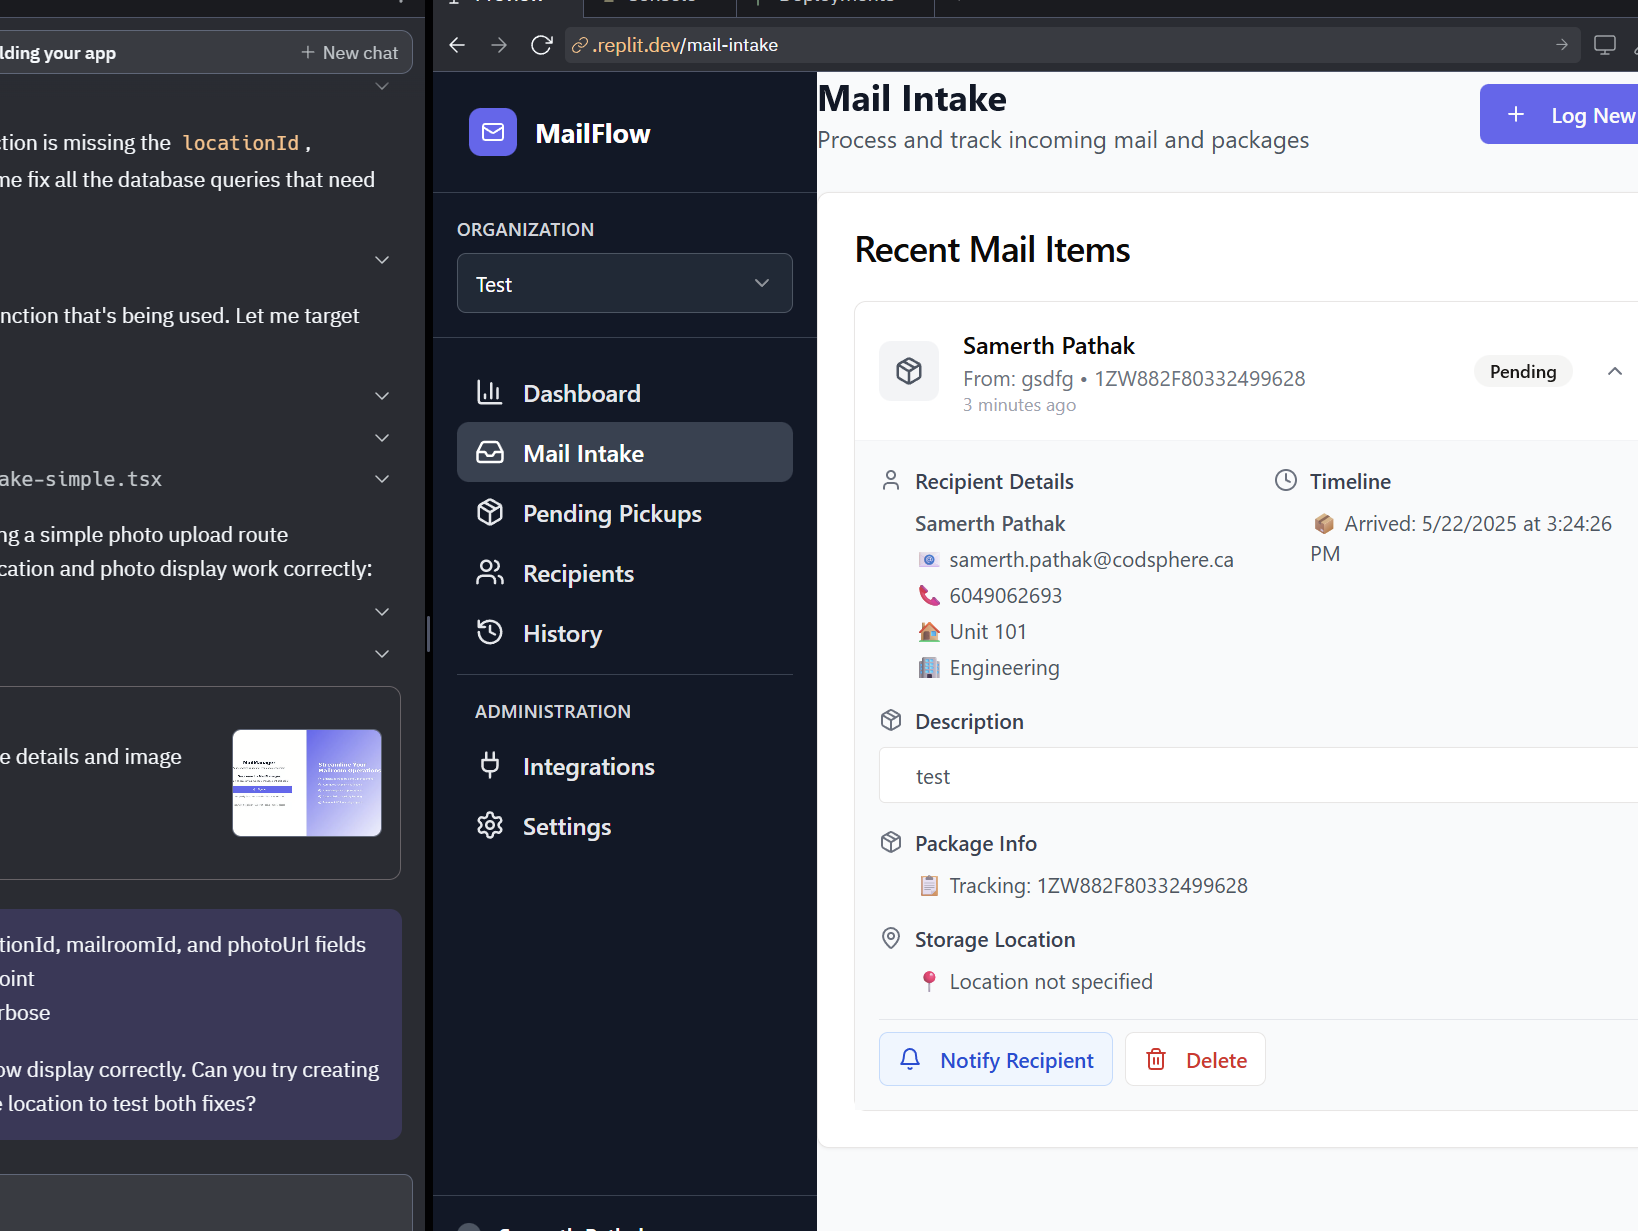 lding your app
+ New chat
ction is missing the locationId,
me fix all the database queries that need
nction that's being used. Let me target
ake-simple.tsx
ng a simple photo upload route
cation and photo display work correctly:
e details and image
tionId, mailroomId, and photoUrl fields
oint
rbose
ow display correctly. Can you try creating
e location to test both fixes?
.replit.dev/mail-intake
MailFlow
ORGANIZATION
Test
Dashboard
Mail Intake
Pending Pickups
Recipients
History
ADMINISTRATION
Integrations
Settings
Mail Intake
Process and track incoming mail and packages
+ Log New
Recent Mail Items
Samerth Pathak
From: gsdfg • 1ZW882F80332499628
3 minutes ago
Pending
Recipient Details
Samerth Pathak
samerth.pathak@codsphere.ca
6049062693
Unit 101
Engineering
Timeline
Arrived: 5/22/2025 at 3:24:26
PM
Description
test
Package Info
Tracking: 1ZW882F80332499628
Storage Location
Location not specified
Notify Recipient
Delete